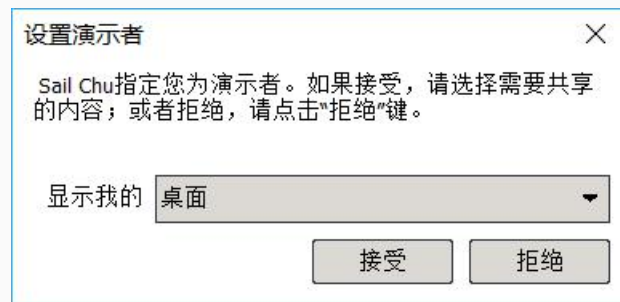 设置演示者
Sail Chu指定您为演示者。如果接受，请选择需要共享
的内容；或者拒绝，请点击“拒绝”键。
显示我的 桌面
接受 拒绝